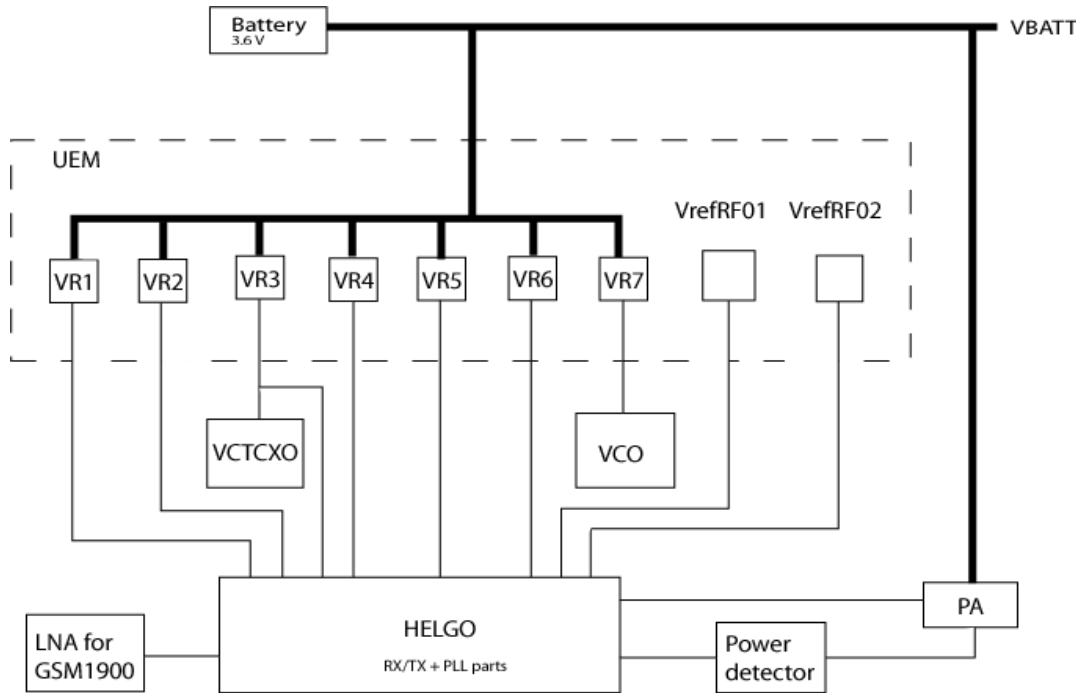 Battery
3.6 V
VBATT
UEM
VrefRF01
VrefRF02
VR1
VR2
VR3
VR4
VR5
VR6
VR7
VCTCXO
VCO
PA
HELGO
RX/TX + PLL parts
LNA for
GSM1900
Power
detector